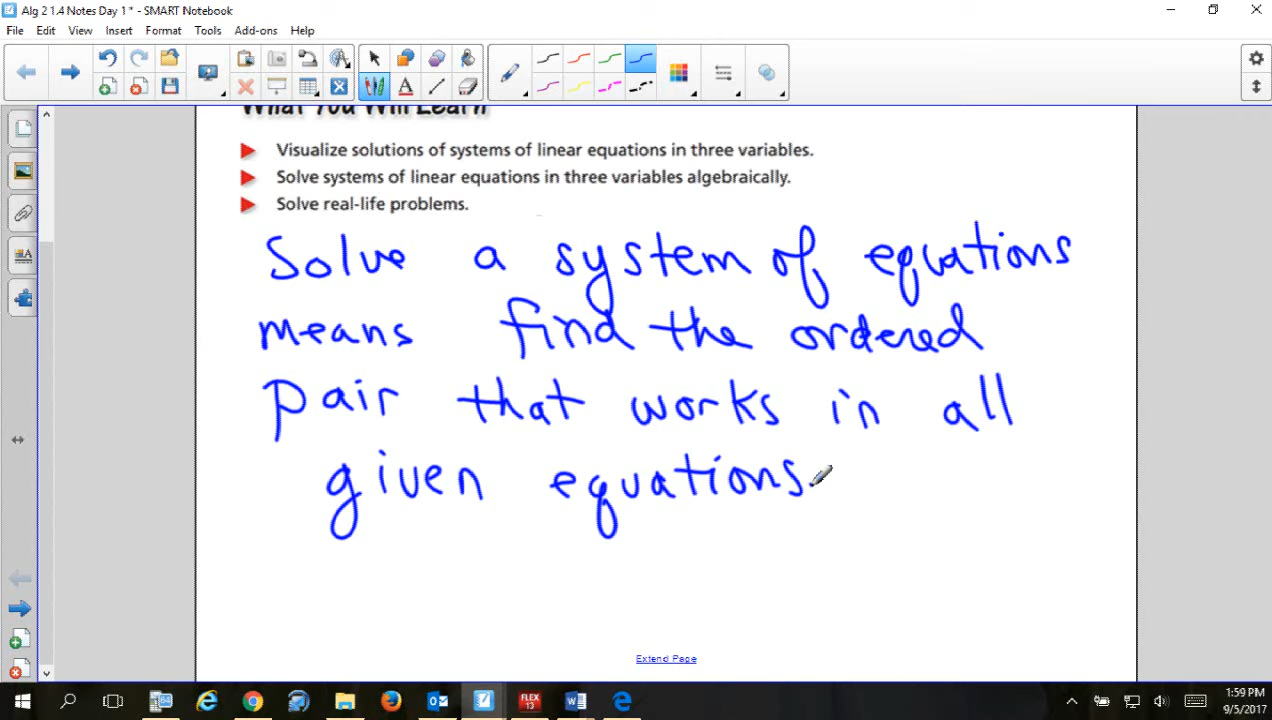 Alg 2 1.4 Notes Day 1 * - SMART Notebook
File Edit View Insert Format Tools Add-ons Help
What You Will Learn
Visualize solutions of systems of linear equations in three variables.
Solve systems of linear equations in three variables algebraically.
Solve real-life problems.
Solve a system of equations
means find the ordered
pair that works in all
given equations.
Extend Page
FLEX
13
1:59 PM
9/5/2017